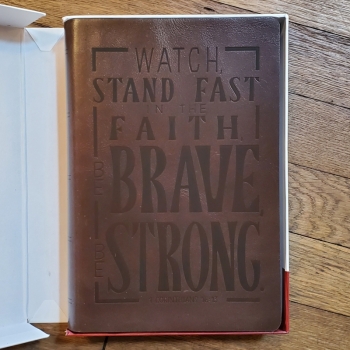 WATCH,
STAND FAST
IN THE
FAITH,
BE
BRAVE,
BE
STRONG.